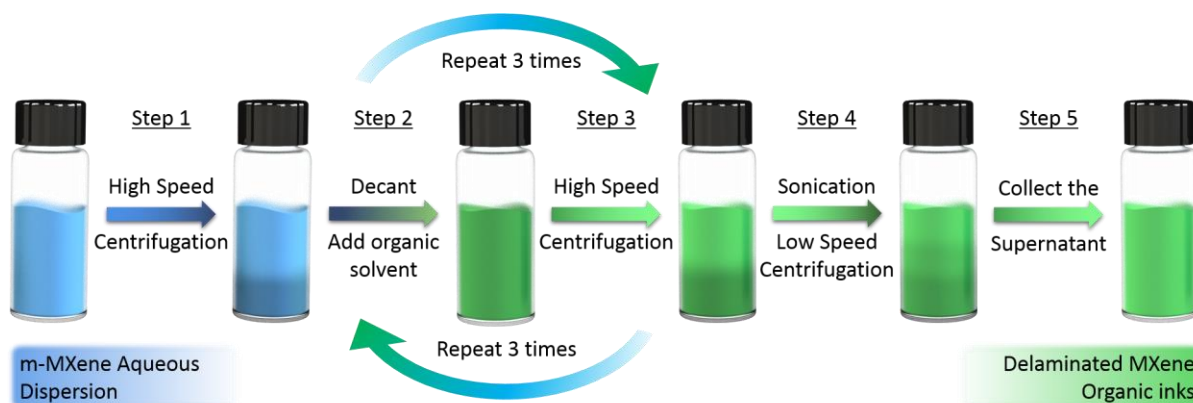 Repeat 3 times
Step 1
Step 2
Step 3
Step 4
Step 5
High Speed
Centrifugation
Decant
Add organic
solvent
High Speed
Centrifugation
Sonication
Low Speed
Centrifugation
Collect the
Supernatant
Repeat 3 times
m-MXene Aqueous
Dispersion
Delaminated MXene
Organic inks